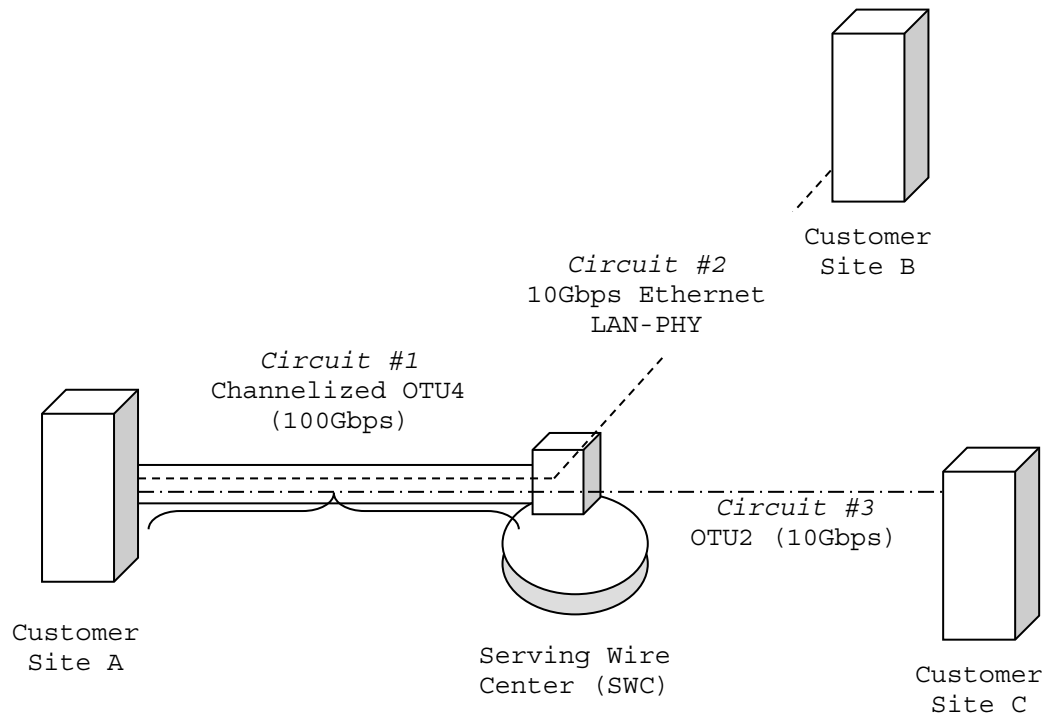 Customer
Site B
Circuit #2
10Gbps Ethernet
LAN-PHY
Circuit #1
Channelized OTU4
(100Gbps)
Circuit #3
OTU2 (10Gbps)
Customer
Site A
Serving Wire
Center (SWC)
Customer
Site C